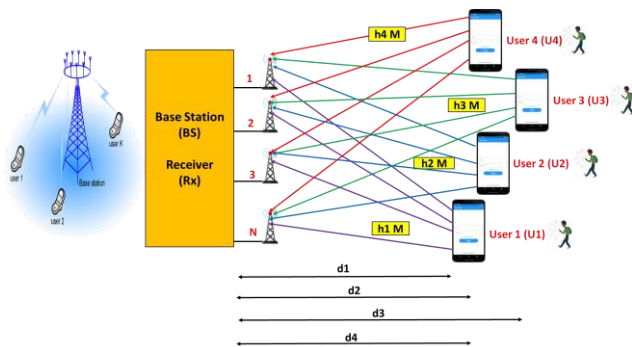 user 1
user 2
user K
Base station
Base Station
(BS)
Receiver
(Rx)
1
2
3
N
h4 M
h3 M
h2 M
h1 M
User 4 (U4)
User 3 (U3)
User 2 (U2)
User 1 (U1)
d1
d2
d3
d4